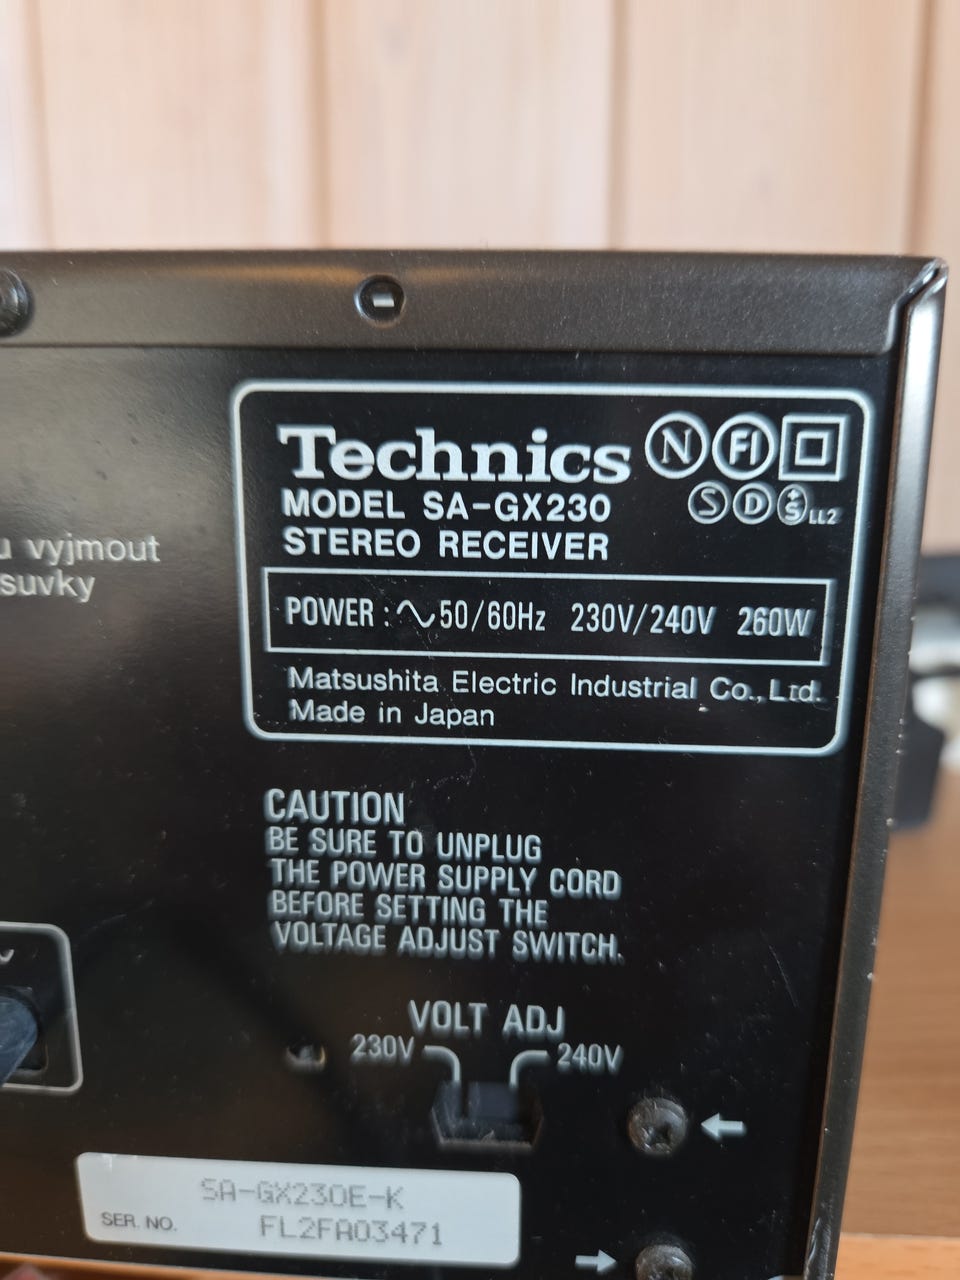 u vyjmout
suvky
Technics N FI
MODEL SA-GX230 S D S LL2
STEREO RECEIVER
POWER : ∿ 50/60Hz 230V/240V 260W
Matsushita Electric Industrial Co., Ltd.
Made in Japan
CAUTION
BE SURE TO UNPLUG
THE POWER SUPPLY CORD
BEFORE SETTING THE
VOLTAGE ADJUST SWITCH.
VOLT ADJ
230V 240V
SA-GX230E-K
SER. NO. FL2FA03471